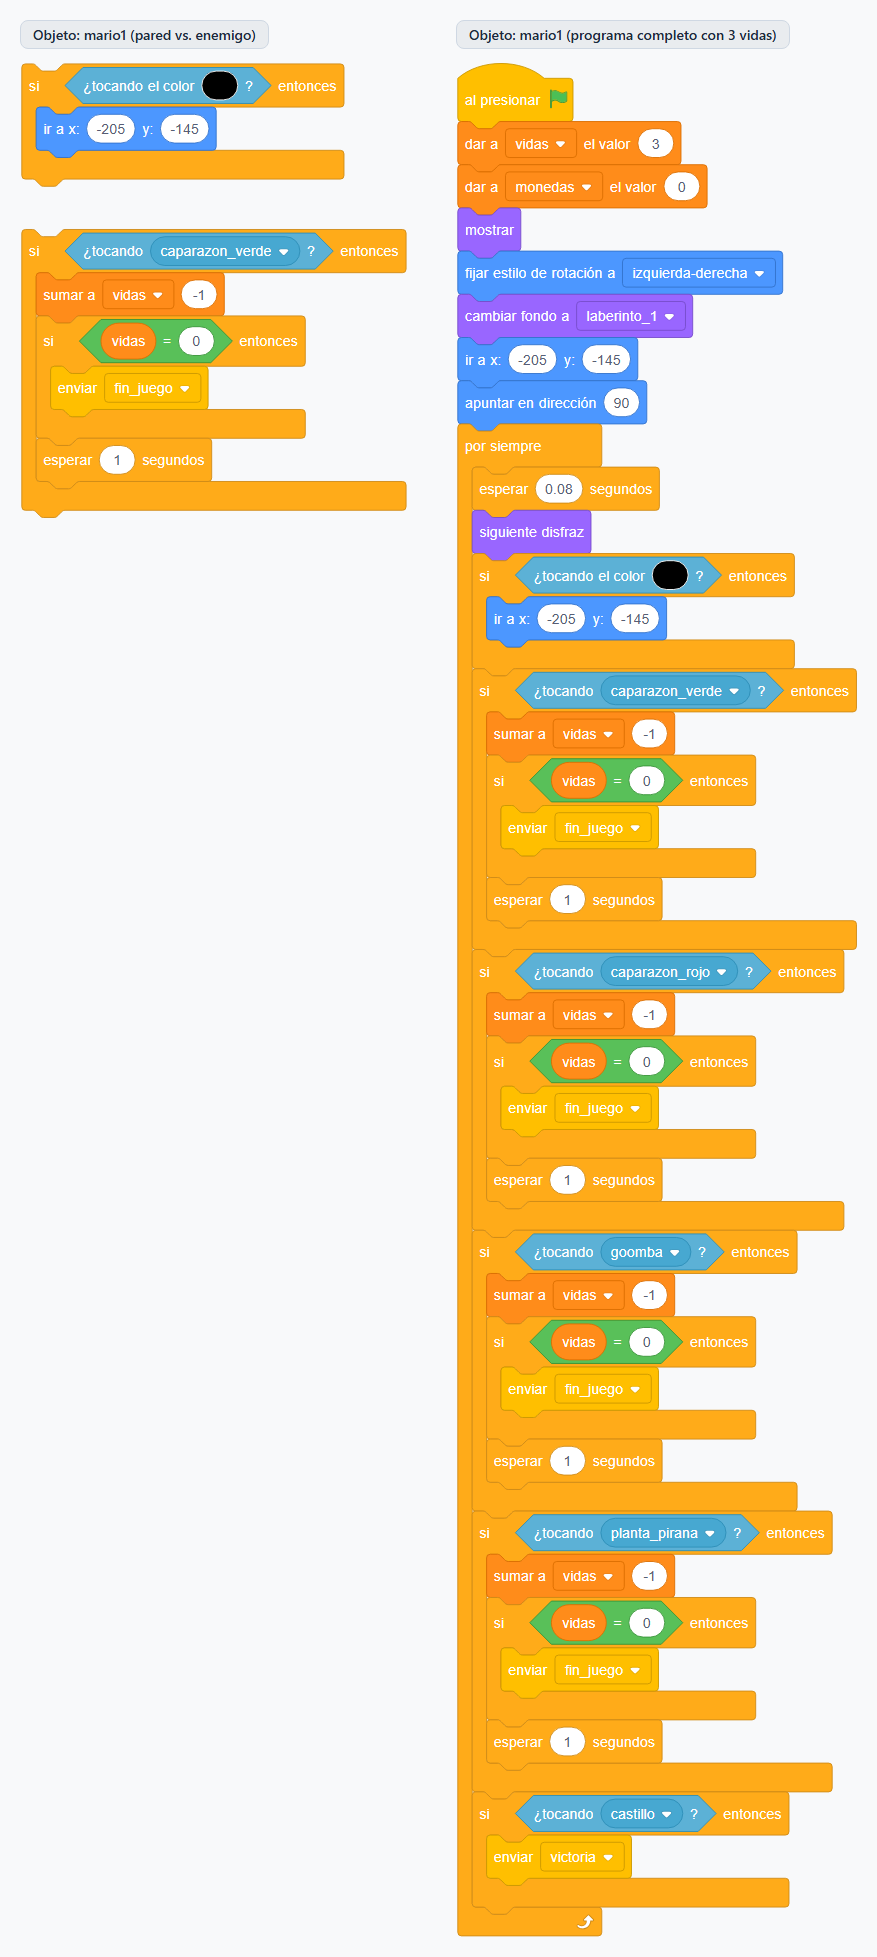 Objeto: mario1 (pared vs. enemigo)
si ¿tocando el color ? entonces
ir a x: -205 y: -145
si ¿tocando caparazon_verde ? entonces
sumar a vidas -1
si vidas = 0 entonces
enviar fin_juego
esperar 1 segundos
Objeto: mario1 (programa completo con 3 vidas)
al presionar
dar a vidas el valor 3
dar a monedas el valor 0
mostrar
fijar estilo de rotación a izquierda-derecha
cambiar fondo a laberinto_1
ir a x: -205 y: -145
apuntar en dirección 90
por siempre
esperar 0.08 segundos
siguiente disfraz
si ¿tocando el color ? entonces
ir a x: -205 y: -145
si ¿tocando caparazon_verde ? entonces
sumar a vidas -1
si vidas = 0 entonces
enviar fin_juego
esperar 1 segundos
si ¿tocando caparazon_rojo ? entonces
sumar a vidas -1
si vidas = 0 entonces
enviar fin_juego
esperar 1 segundos
si ¿tocando goomba ? entonces
sumar a vidas -1
si vidas = 0 entonces
enviar fin_juego
esperar 1 segundos
si ¿tocando planta_pirana ? entonces
sumar a vidas -1
si vidas = 0 entonces
enviar fin_juego
esperar 1 segundos
si ¿tocando castillo ? entonces
enviar victoria